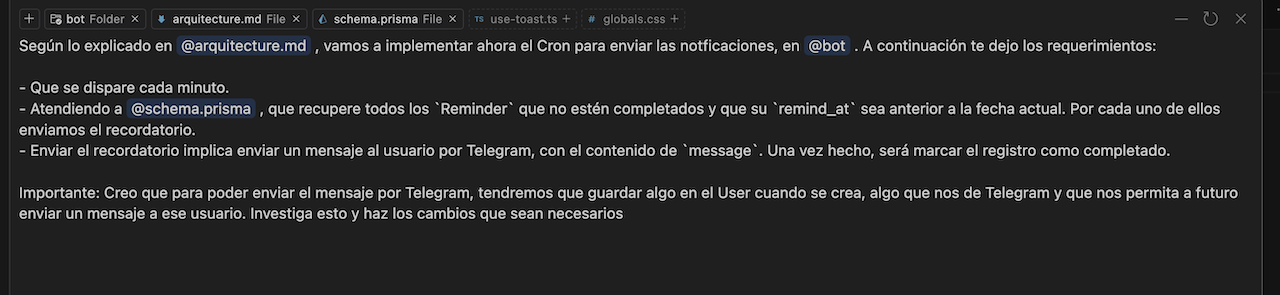 bot Folder × arquitecture.md File × schema.prisma File × TS use-toast.ts + # globals.css +
Según lo explicado en @arquitecture.md , vamos a implementar ahora el Cron para enviar las notficaciones, en @bot . A continuación te dejo los requerimientos:
- Que se dispare cada minuto.
- Atendiendo a @schema.prisma , que recupere todos los `Reminder` que no estén completados y que su `remind_at` sea anterior a la fecha actual. Por cada uno de ellos
enviamos el recordatorio.
- Enviar el recordatorio implica enviar un mensaje al usuario por Telegram, con el contenido de `message`. Una vez hecho, será marcar el registro como completado.
Importante: Creo que para poder enviar el mensaje por Telegram, tendremos que guardar algo en el User cuando se crea, algo que nos de Telegram y que nos permita a futuro
enviar un mensaje a ese usuario. Investiga esto y haz los cambios que sean necesarios